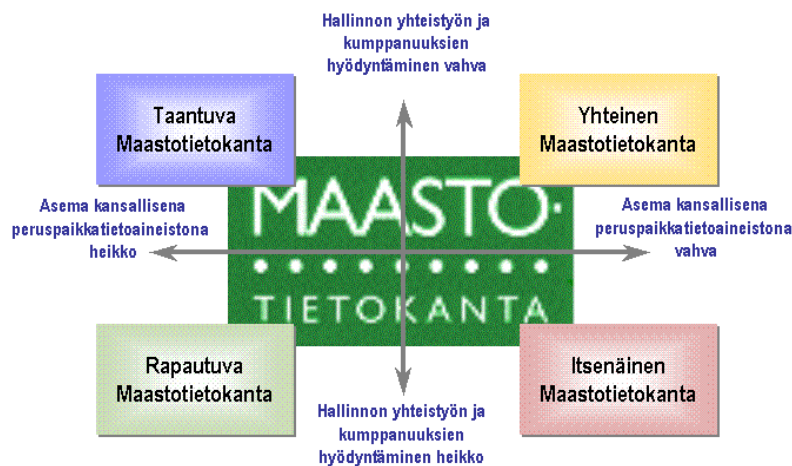 Hallinnon yhteistyön ja
kumppanuuksien
hyödyntäminen vahva
Taantuva
Maastotietokanta
Yhteinen
Maastotietokanta
MAASTO·
Asema kansallisena
peruspaikkatietoaineistona
heikko
Asema kansallisena
peruspaikkatietoaineistona
vahva
TIETOKANTA
Rapautuva
Maastotietokanta
Itsenäinen
Maastotietokanta
Hallinnon yhteistyön ja
kumppanuuksien
hyödyntäminen heikko